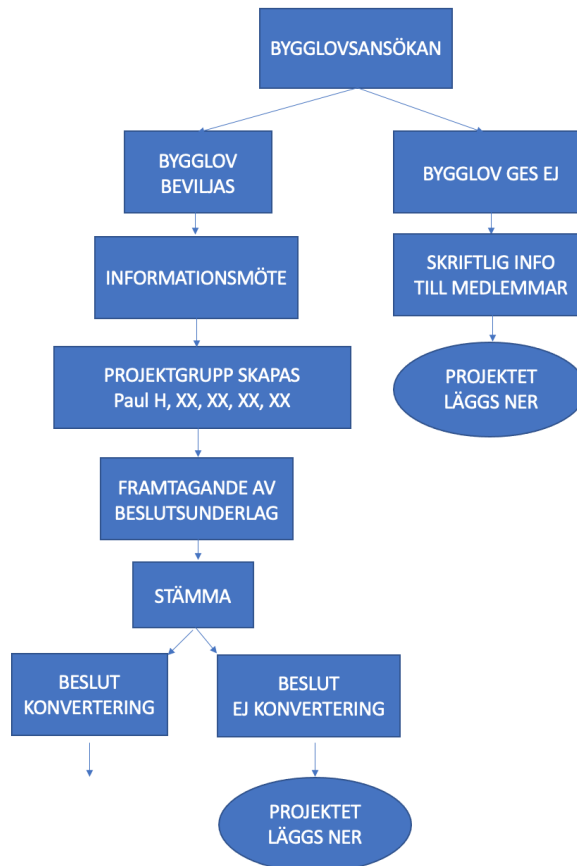 BYGGLOVSANSÖKAN
BYGGLOV
BEVILJAS
BYGGLOV GES EJ
INFORMATIONSMÖTE
SKRIFTLIG INFO
TILL MEDLEMMAR
PROJEKTGRUPP SKAPAS
Paul H, XX, XX, XX, XX
PROJEKTET
LÄGGS NER
FRAMTAGANDE AV
BESLUTSUNDERLAG
STÄMMA
BESLUT
KONVERTERING
BESLUT
EJ KONVERTERING
PROJEKTET
LÄGGS NER